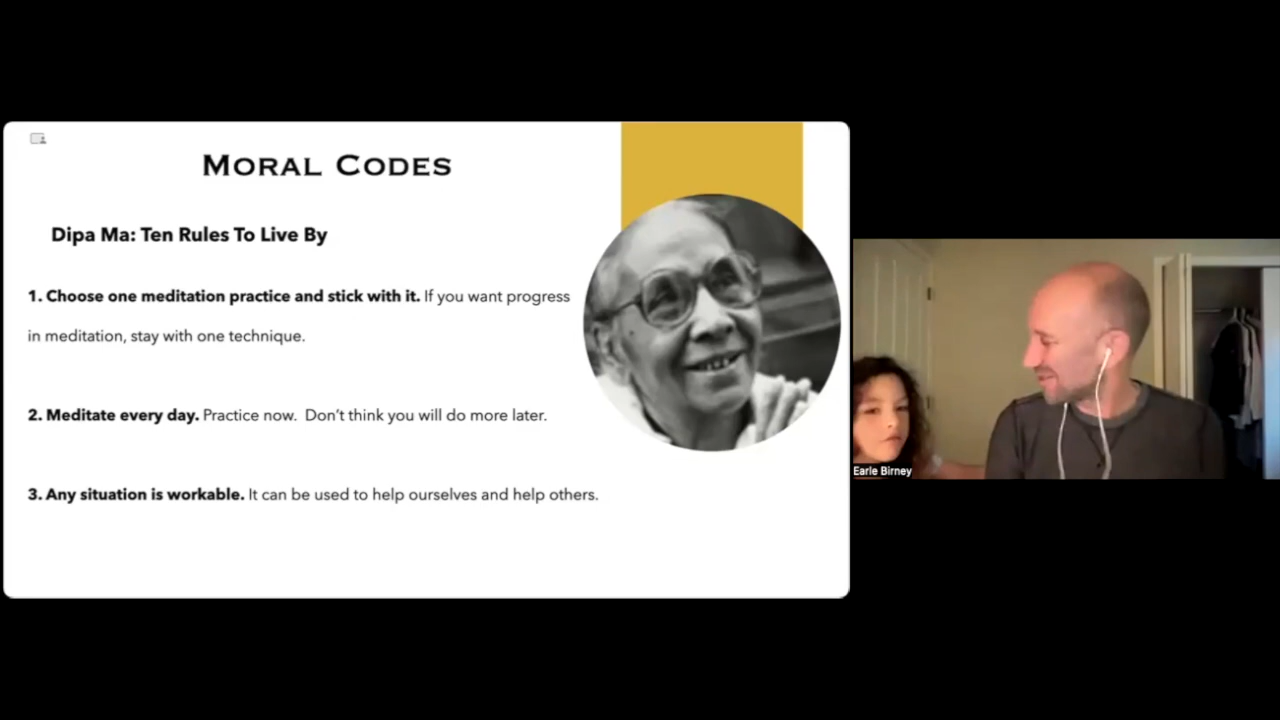 MORAL CODES
Dipa Ma: Ten Rules To Live By
1. Choose one meditation practice and stick with it. If you want progress
in meditation, stay with one technique.
2. Meditate every day. Practice now. Don’t think you will do more later.
3. Any situation is workable. It can be used to help ourselves and help others.
Earle Birney